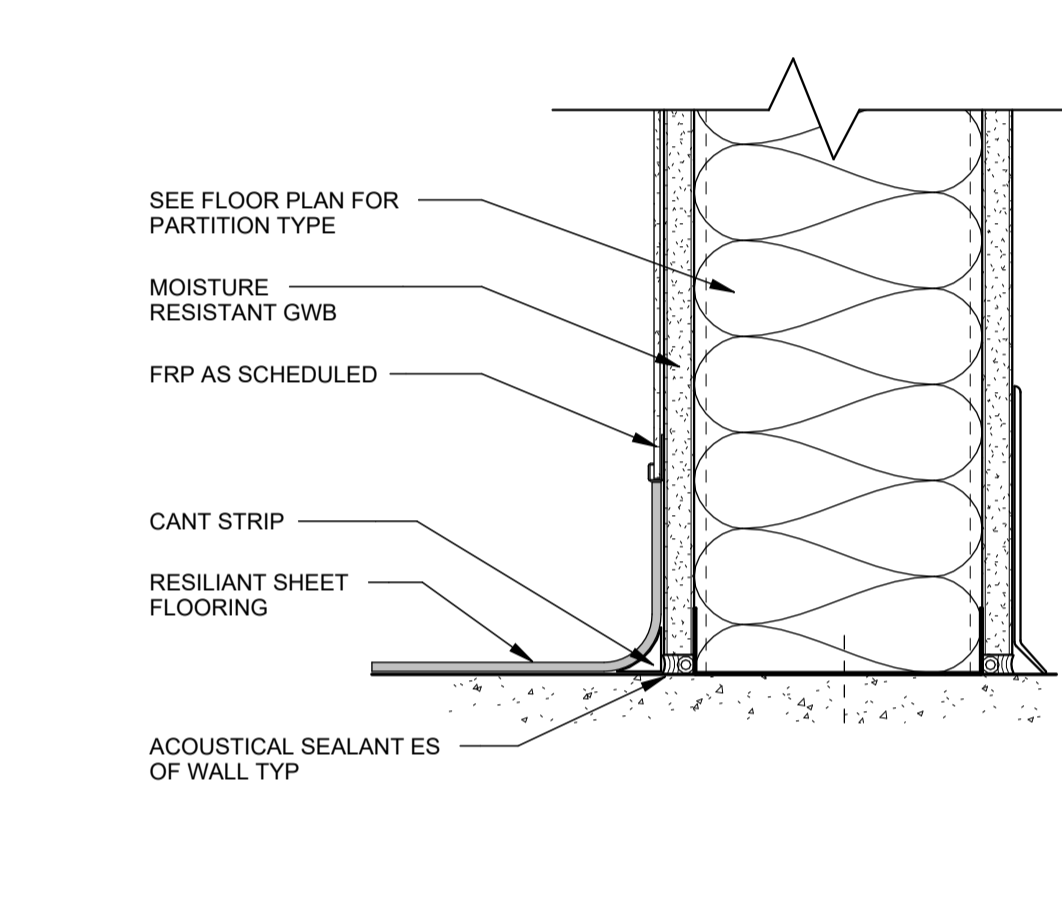 SEE FLOOR PLAN FOR
PARTITION TYPE
MOISTURE
RESISTANT GWB
FRP AS SCHEDULED
CANT STRIP
RESILIANT SHEET
FLOORING
ACOUSTICAL SEALANT ES
OF WALL TYP